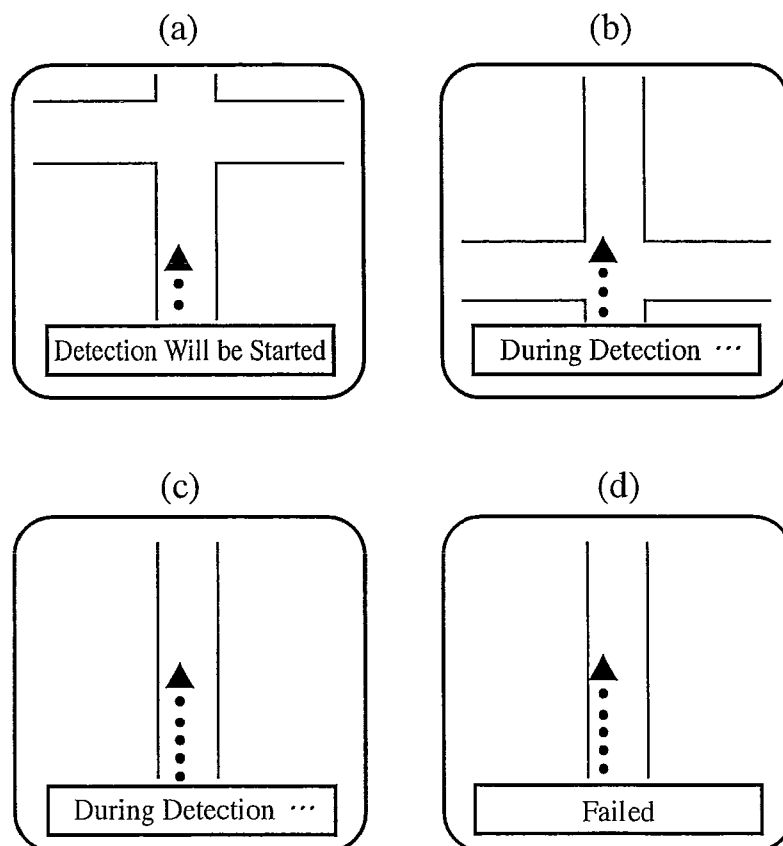 (a)
(b)
Detection Will be Started
During Detection ⋯
(c)
(d)
During Detection ⋯
Failed